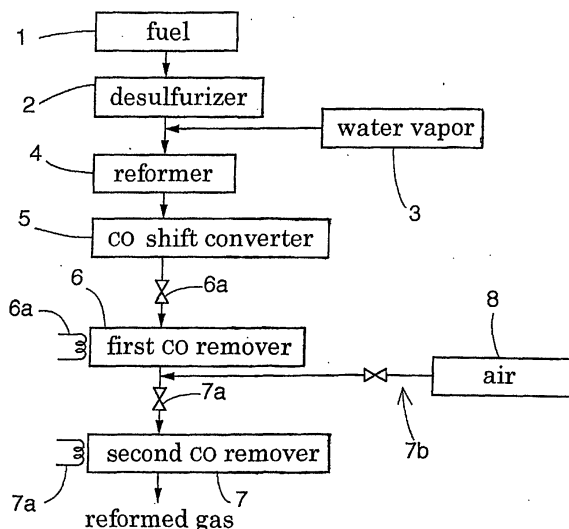 1
fuel
2
desulfurizer
water vapor
4
reformer
3
5
CO shift converter
6
6a
6a
8
first CO remover
air
7a
7b
second CO remover
7a
7
reformed gas